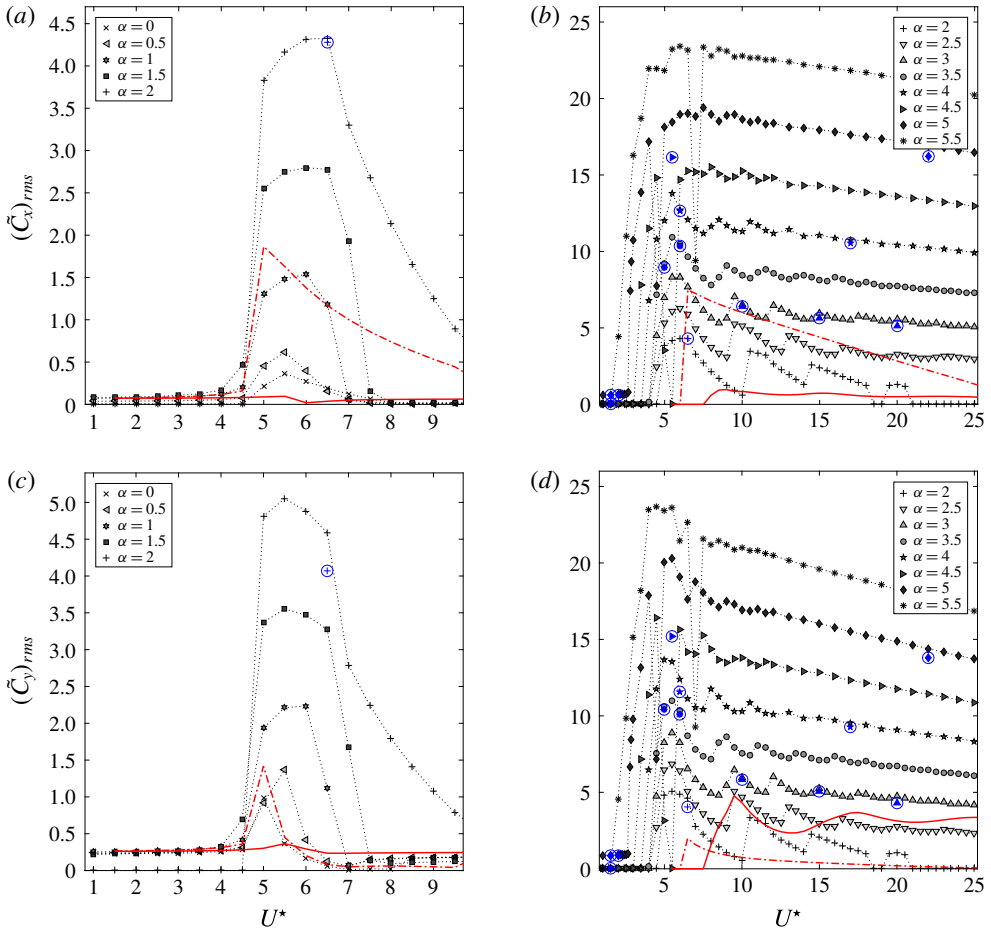 (a)
4.5
4.0
3.5
3.0
2.5
2.0
1.5
1.0
0.5
0
(C̃x)rms
α = 0
α = 0.5
α = 1
α = 1.5
α = 2
1 2 3 4 5 6 7 8 9
(b)
25
20
15
10
5
0
α = 2
α = 2.5
α = 3
α = 3.5
α = 4
α = 4.5
α = 5
α = 5.5
5 10 15 20 25
(c)
5.0
4.5
4.0
3.5
3.0
2.5
2.0
1.5
1.0
0.5
0
(C̃y)rms
α = 0
α = 0.5
α = 1
α = 1.5
α = 2
1 2 3 4 5 6 7 8 9
U⋆
(d)
25
20
15
10
5
0
α = 2
α = 2.5
α = 3
α = 3.5
α = 4
α = 4.5
α = 5
α = 5.5
5 10 15 20 25
U⋆